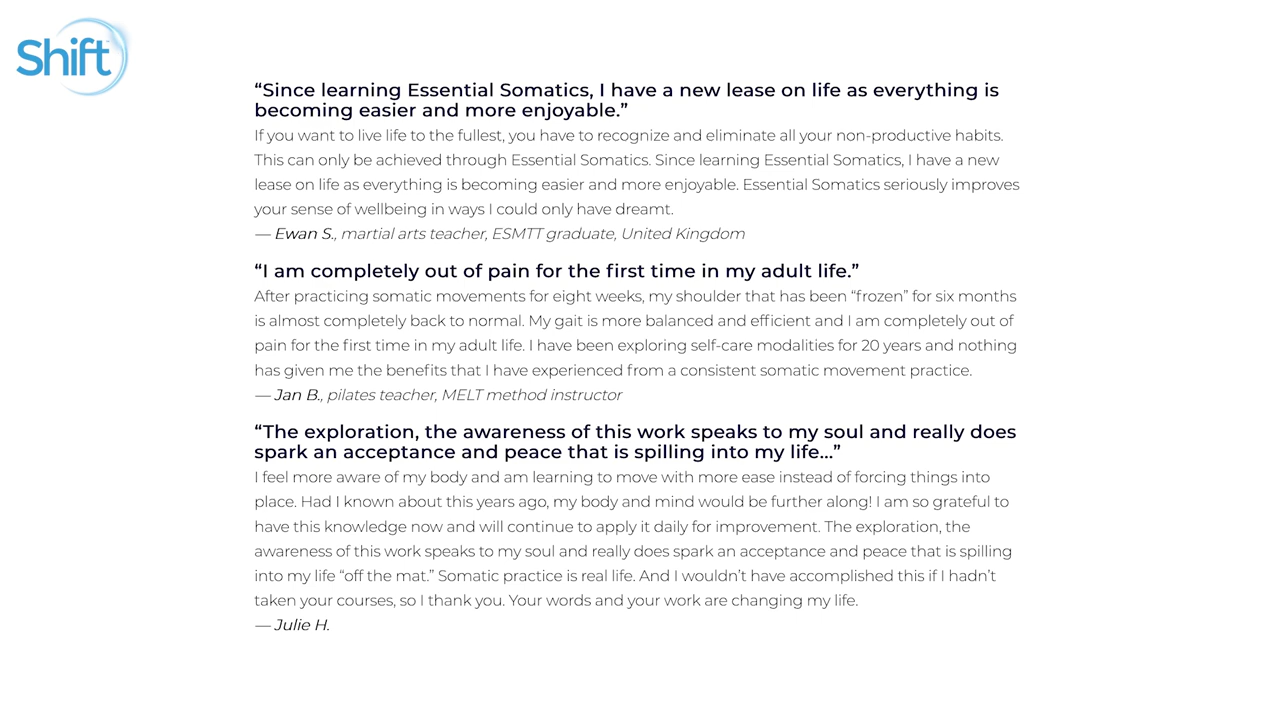 Shift
“Since learning Essential Somatics, I have a new lease on life as everything is
becoming easier and more enjoyable.”
If you want to live life to the fullest, you have to recognize and eliminate all your non-productive habits.
This can only be achieved through Essential Somatics. Since learning Essential Somatics, I have a new
lease on life as everything is becoming easier and more enjoyable. Essential Somatics seriously improves
your sense of wellbeing in ways I could only have dreamt.
— Ewan S., martial arts teacher, ESMTT graduate, United Kingdom
“I am completely out of pain for the first time in my adult life.”
After practicing somatic movements for eight weeks, my shoulder that has been “frozen” for six months
is almost completely back to normal. My gait is more balanced and efficient and I am completely out of
pain for the first time in my adult life. I have been exploring self-care modalities for 20 years and nothing
has given me the benefits that I have experienced from a consistent somatic movement practice.
— Jan B., pilates teacher, MELT method instructor
“The exploration, the awareness of this work speaks to my soul and really does
spark an acceptance and peace that is spilling into my life...”
I feel more aware of my body and am learning to move with more ease instead of forcing things into
place. Had I known about this years ago, my body and mind would be further along! I am so grateful to
have this knowledge now and will continue to apply it daily for improvement. The exploration, the
awareness of this work speaks to my soul and really does spark an acceptance and peace that is spilling
into my life “off the mat.” Somatic practice is real life. And I wouldn’t have accomplished this if I hadn’t
taken your courses, so I thank you. Your words and your work are changing my life.
— Julie H.